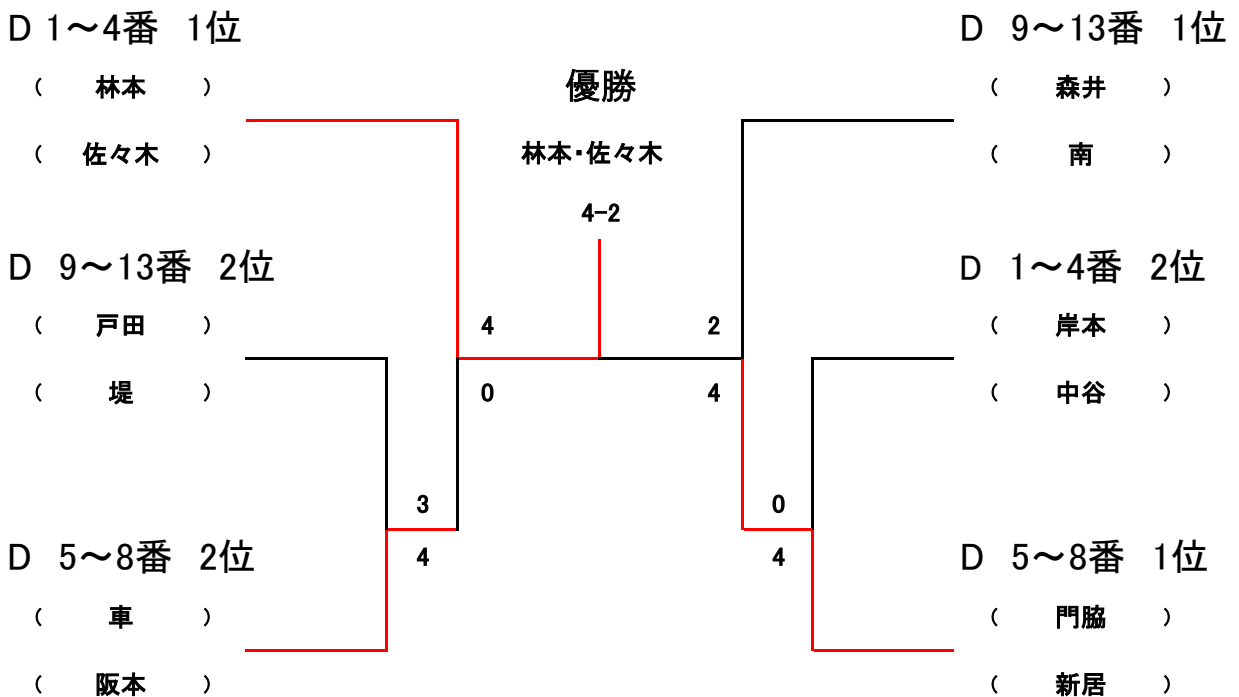 D 1～4番 1位
D 9～13番 1位
( 林本 )
優勝
( 森井 )
( 佐々木 )
林本・佐々木
( 南 )
4-2
D 9～13番 2位
D 1～4番 2位
( 戸田 )
4
2
( 岸本 )
( 堤 )
0
4
( 中谷 )
3
0
D 5～8番 2位
4
4
D 5～8番 1位
( 車 )
( 門脇 )
( 阪本 )
( 新居 )